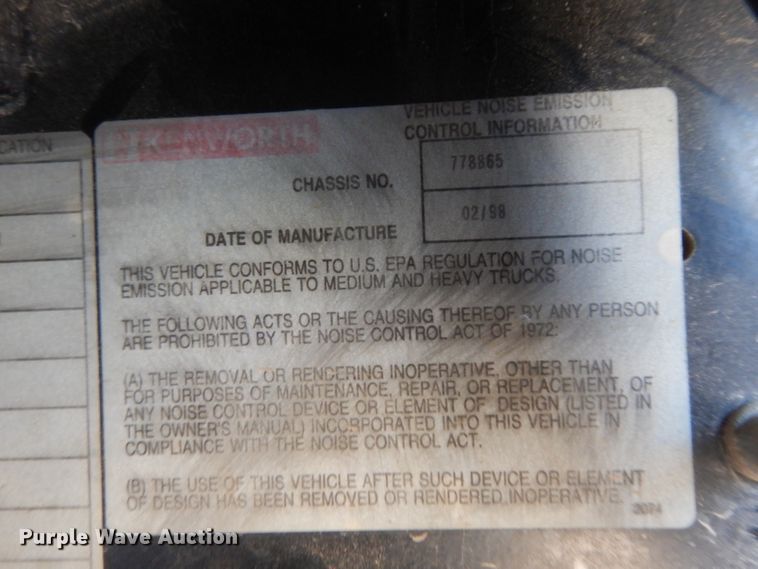 CATION
KENWORTH
VEHICLE NOISE EMISSION
CONTROL INFORMATION
CHASSIS NO. 778865
DATE OF MANUFACTURE 02/98
THIS VEHICLE CONFORMS TO U.S. EPA REGULATION FOR NOISE
EMISSION APPLICABLE TO MEDIUM AND HEAVY TRUCKS.
THE FOLLOWING ACTS OR THE CAUSING THEREOF BY ANY PERSON
ARE PROHIBITED BY THE NOISE CONTROL ACT OF 1972:
(A) THE REMOVAL OR RENDERING INOPERATIVE, OTHER THAN
FOR PURPOSES OF MAINTENANCE, REPAIR, OR REPLACEMENT, OF
ANY NOISE CONTROL DEVICE OR ELEMENT OF DESIGN (LISTED IN
THE OWNER'S MANUAL) INCORPORATED INTO THIS VEHICLE IN
COMPLIANCE WITH THE NOISE CONTROL ACT.
(B) THE USE OF THIS VEHICLE AFTER SUCH DEVICE OR ELEMENT
OF DESIGN HAS BEEN REMOVED OR RENDERED INOPERATIVE.
Purple Wave Auction